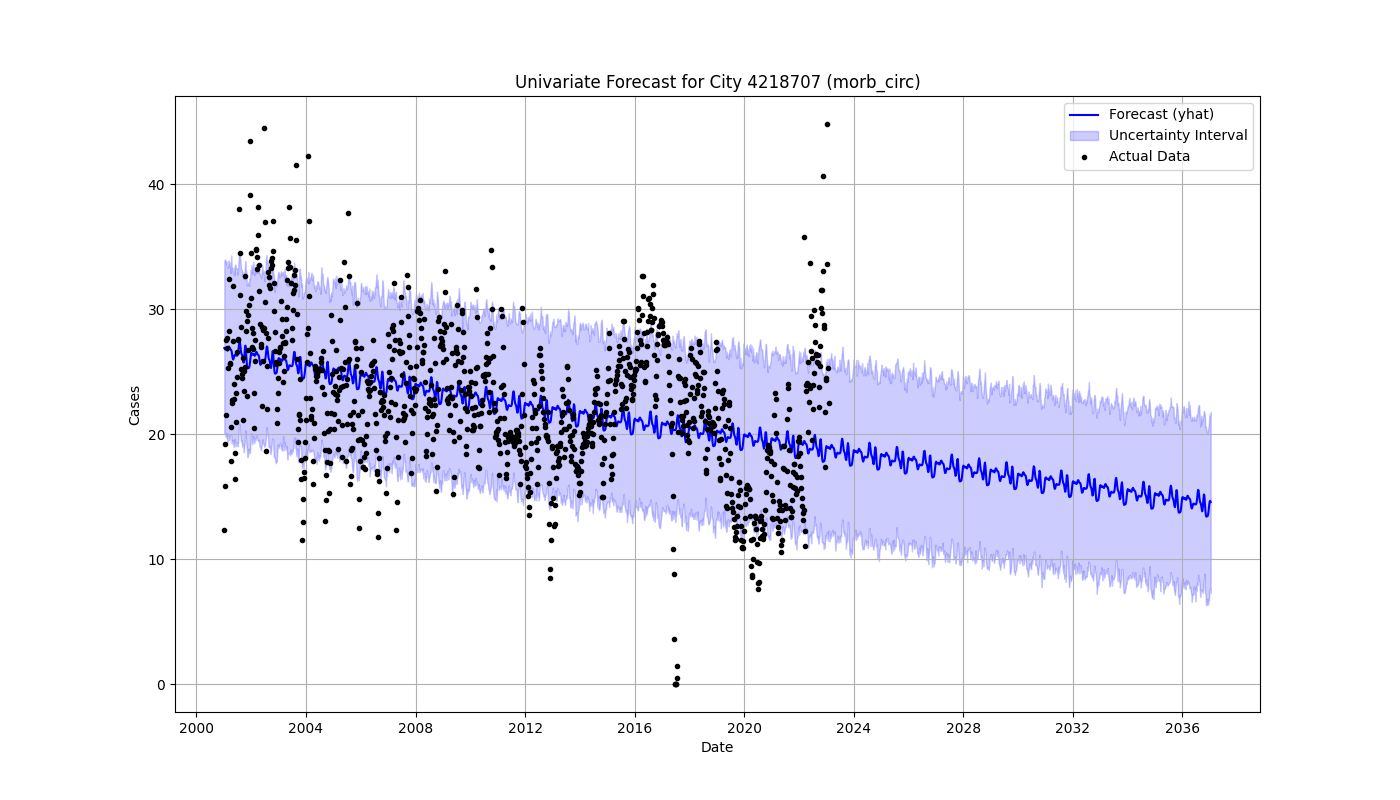 Univariate Forecast for City 4218707 (morb_circ)
Forecast (yhat)
Uncertainty Interval
Actual Data
Cases
40
30
20
10
0
2000 2004 2008 2012 2016 2020 2024 2028 2032 2036
Date